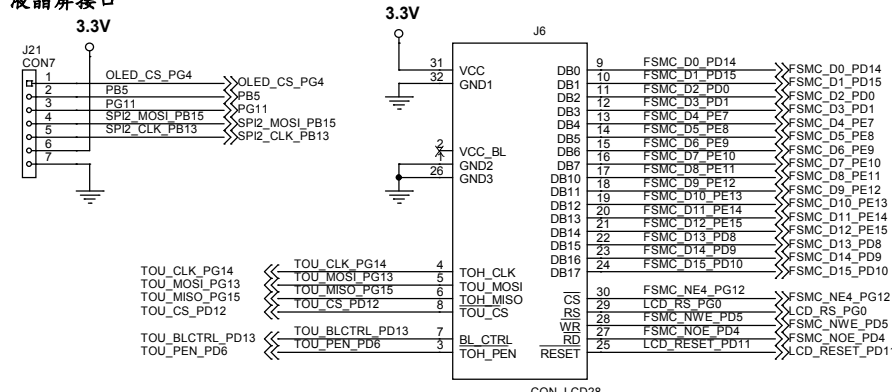 液晶屏接口
3.3V
J21
CON7
1 OLED_CS_PG4 OLED_CS_PG4
2 PB5 PB5
3 PG11 PG11
4 SPI2_MOSI_PB15 SPI2_MOSI_PB15
5 SPI2_CLK_PB13 SPI2_CLK_PB13
6
7
3.3V
J6
31 VCC
32 GND1
2 VCC_BL
1 GND2
26 GND3
TOU_CLK_PG14 TOU_CLK_PG14 4 TOH_CLK
TOU_MOSI_PG13 TOU_MOSI_PG13 5 TOU_MOSI
TOU_MISO_PG15 TOU_MISO_PG15 6 TOH_MISO
TOU_CS_PD12 TOU_CS_PD12 8 TOU_CS
TOU_BLCTRL_PD13 TOU_BLCTRL_PD13 7 BL_CTRL
TOU_PEN_PD6 TOU_PEN_PD6 3 TOH_PEN
DB0 9 FSMC_D0_PD14 FSMC_D0_PD14
DB1 10 FSMC_D1_PD15 FSMC_D1_PD15
DB2 11 FSMC_D2_PD0 FSMC_D2_PD0
DB3 12 FSMC_D3_PD1 FSMC_D3_PD1
DB4 13 FSMC_D4_PE7 FSMC_D4_PE7
DB5 14 FSMC_D5_PE8 FSMC_D5_PE8
DB6 15 FSMC_D6_PE9 FSMC_D6_PE9
DB7 16 FSMC_D7_PE10 FSMC_D7_PE10
DB10 17 FSMC_D8_PE11 FSMC_D8_PE11
DB11 18 FSMC_D9_PE12 FSMC_D9_PE12
DB12 19 FSMC_D10_PE13 FSMC_D10_PE13
DB13 20 FSMC_D11_PE14 FSMC_D11_PE14
DB14 21 FSMC_D12_PE15 FSMC_D12_PE15
DB15 22 FSMC_D13_PD8 FSMC_D13_PD8
DB16 23 FSMC_D14_PD9 FSMC_D14_PD9
DB17 24 FSMC_D15_PD10 FSMC_D15_PD10
CS 30 FSMC_NE4_PG12 FSMC_NE4_PG12
RS 29 LCD_RS_PG0 LCD_RS_PG0
WR 28 FSMC_NWE_PD5 FSMC_NWE_PD5
RD 27 FSMC_NOE_PD4 FSMC_NOE_PD4
RESET 25 LCD_RESET_PD11 LCD_RESET_PD1
CON_LCD28